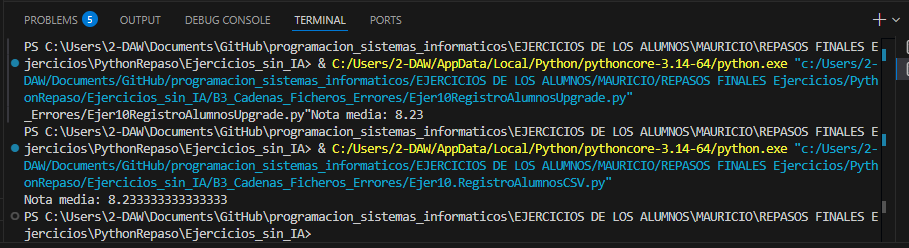 PROBLEMS 5 OUTPUT DEBUG CONSOLE TERMINAL PORTS
PS C:\Users\2-DAW\Documents\GitHub\programacion_sistemas_informaticos\EJERCICIOS DE LOS ALUMNOS\MAURICIO\REPASOS FINALES E
jercicios\PythonRepaso\Ejercicios_sin_IA> & C:/Users/2-DAW/AppData/Local/Python/pythoncore-3.14-64/python.exe "c:/Users/2-
DAW/Documents/GitHub/programacion_sistemas_informaticos/EJERCICIOS DE LOS ALUMNOS/MAURICIO/REPASOS FINALES Ejercicios/Pyth
onRepaso/Ejercicios_sin_IA/B3_Cadenas_Ficheros_Errores/Ejer10RegistroAlumnosUpgrade.py"
_Errores/Ejer10RegistroAlumnosUpgrade.py"Nota media: 8.23
PS C:\Users\2-DAW\Documents\GitHub\programacion_sistemas_informaticos\EJERCICIOS DE LOS ALUMNOS\MAURICIO\REPASOS FINALES E
jercicios\PythonRepaso\Ejercicios_sin_IA> & C:/Users/2-DAW/AppData/Local/Python/pythoncore-3.14-64/python.exe "c:/Users/2-
DAW/Documents/GitHub/programacion_sistemas_informaticos/EJERCICIOS DE LOS ALUMNOS/MAURICIO/REPASOS FINALES Ejercicios/Pyth
onRepaso/Ejercicios_sin_IA/B3_Cadenas_Ficheros_Errores/Ejer10.RegistroAlumnosCSV.py"
Nota media: 8.233333333333333
PS C:\Users\2-DAW\Documents\GitHub\programacion_sistemas_informaticos\EJERCICIOS DE LOS ALUMNOS\MAURICIO\REPASOS FINALES E
jercicios\PythonRepaso\Ejercicios_sin_IA>